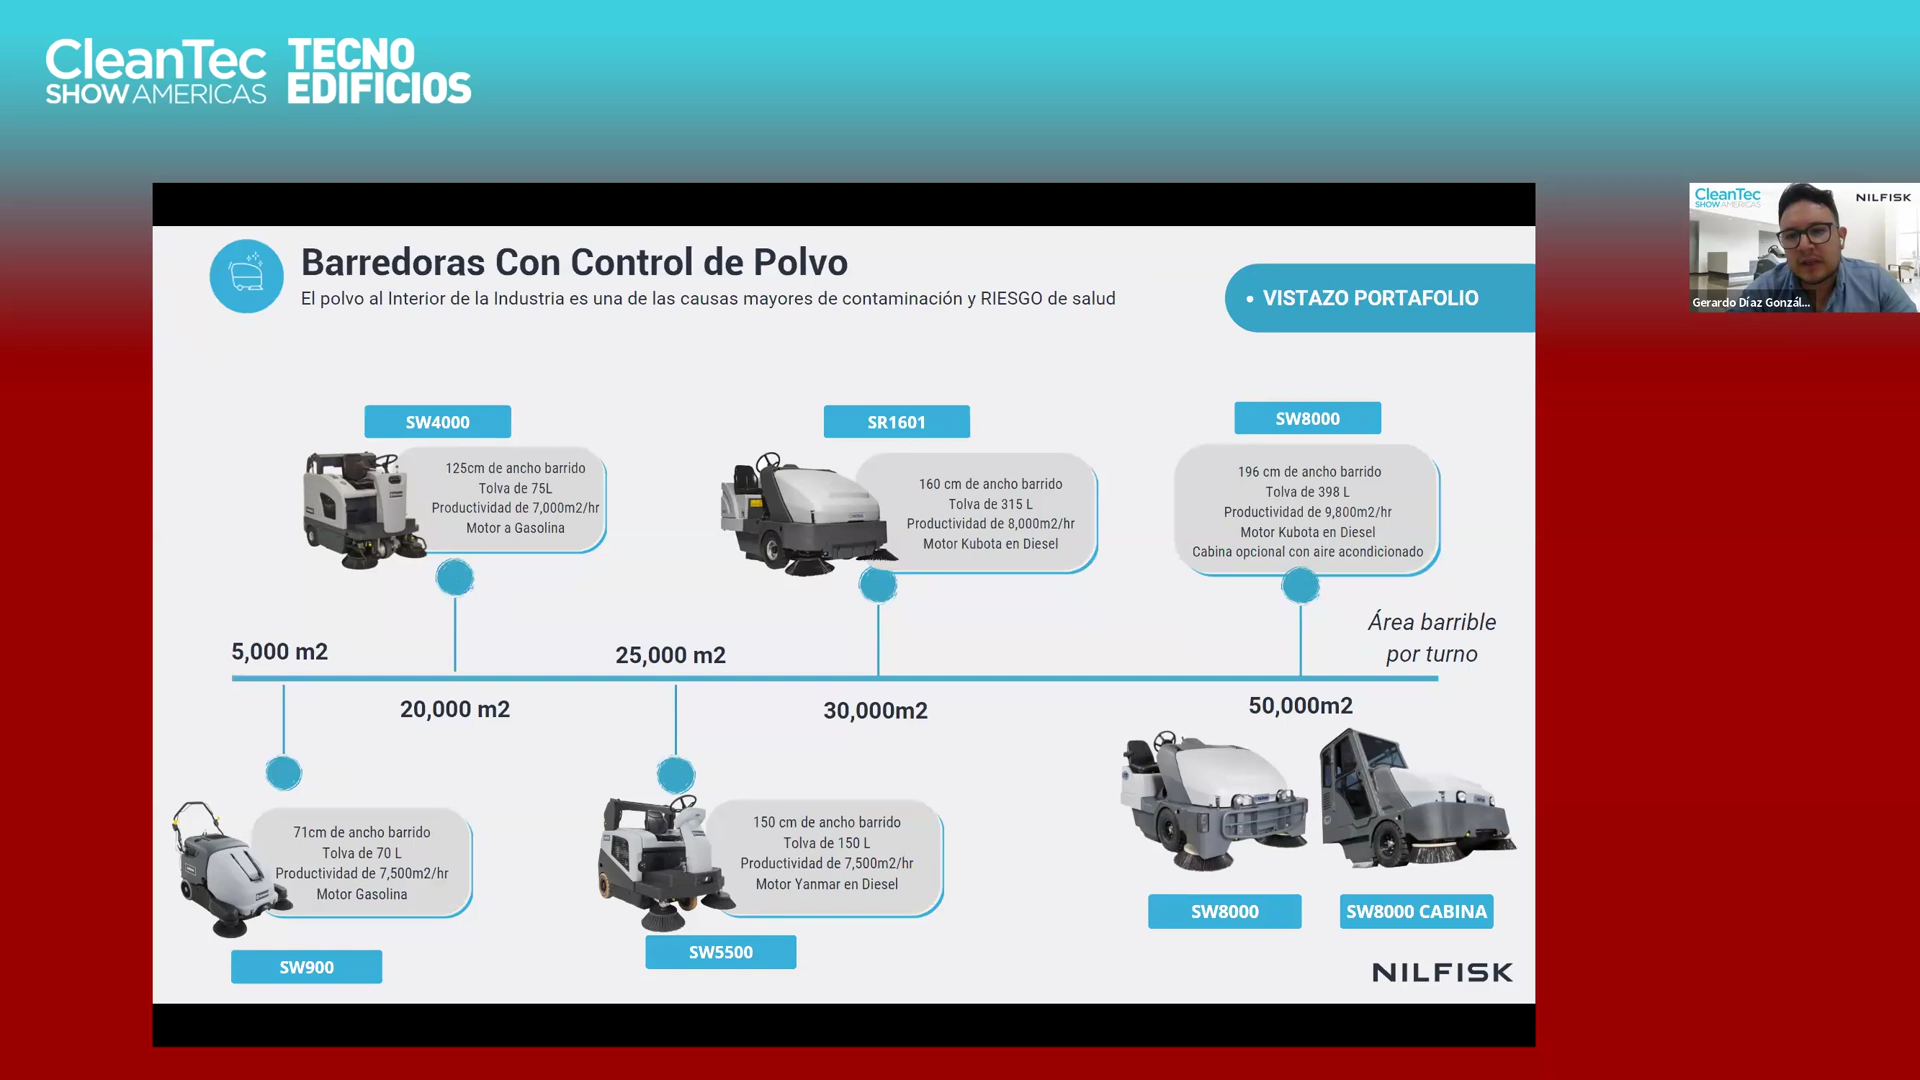 CleanTec
SHOW AMERICAS
TECNO
EDIFICIOS
CleanTec
SHOW AMERICAS
NILFISK
Gerardo Díaz Gonzál...
Barredoras Con Control de Polvo
El polvo al Interior de la Industria es una de las causas mayores de contaminación y RIESGO de salud
• VISTAZO PORTAFOLIO
SW4000
125cm de ancho barrido
Tolva de 75L
Productividad de 7,000m2/hr
Motor a Gasolina
SR1601
160 cm de ancho barrido
Tolva de 315 L
Productividad de 8,000m2/hr
Motor Kubota en Diesel
SW8000
196 cm de ancho barrido
Tolva de 398 L
Productividad de 9,800m2/hr
Motor Kubota en Diesel
Cabina opcional con aire acondicionado
Área barrible
por turno
5,000 m2
20,000 m2
25,000 m2
30,000m2
50,000m2
71cm de ancho barrido
Tolva de 70 L
Productividad de 7,500m2/hr
Motor Gasolina
SW900
150 cm de ancho barrido
Tolva de 150 L
Productividad de 7,500m2/hr
Motor Yanmar en Diesel
SW5500
SW8000
SW8000 CABINA
NILFISK